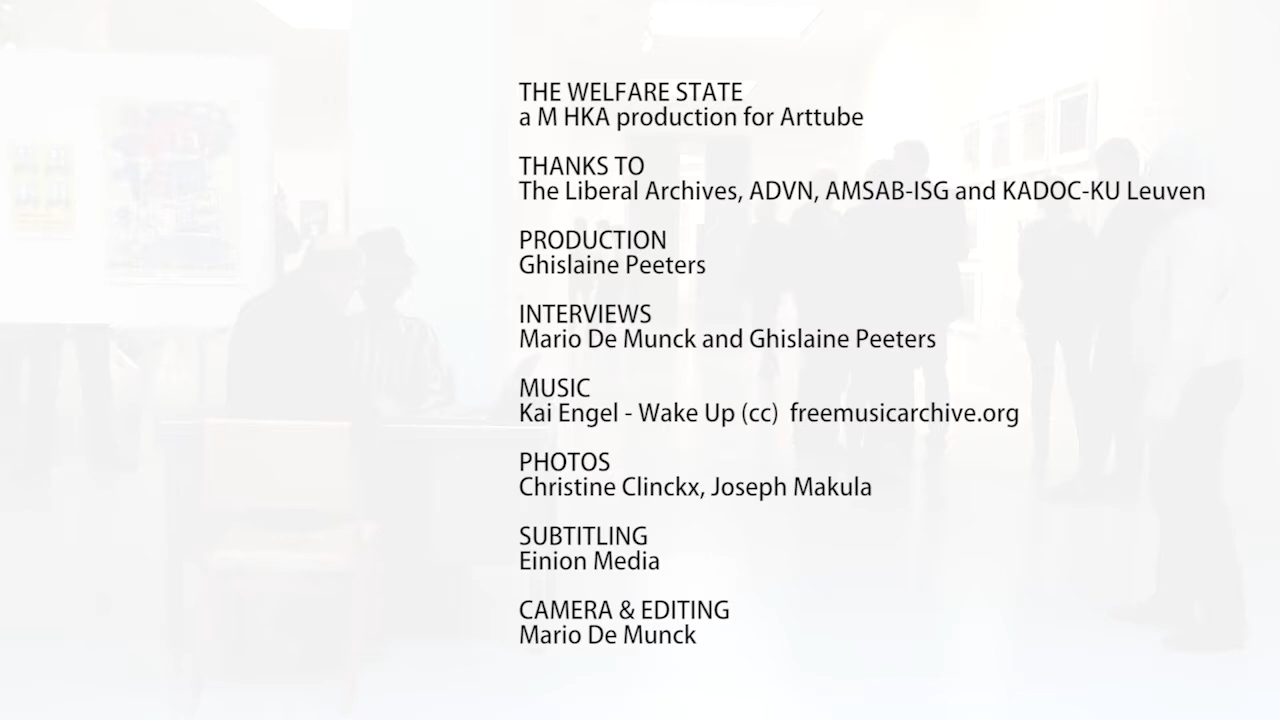 THE WELFARE STATE
a M HKA production for Arttube
THANKS TO
The Liberal Archives, ADVN, AMSAB-ISG and KADOC-KU Leuven
PRODUCTION
Ghislaine Peeters
INTERVIEWS
Mario De Munck and Ghislaine Peeters
MUSIC
Kai Engel - Wake Up (cc)  freemusicarchive.org
PHOTOS
Christine Clinckx, Joseph Makula
SUBTITLING
Einion Media
CAMERA & EDITING
Mario De Munck